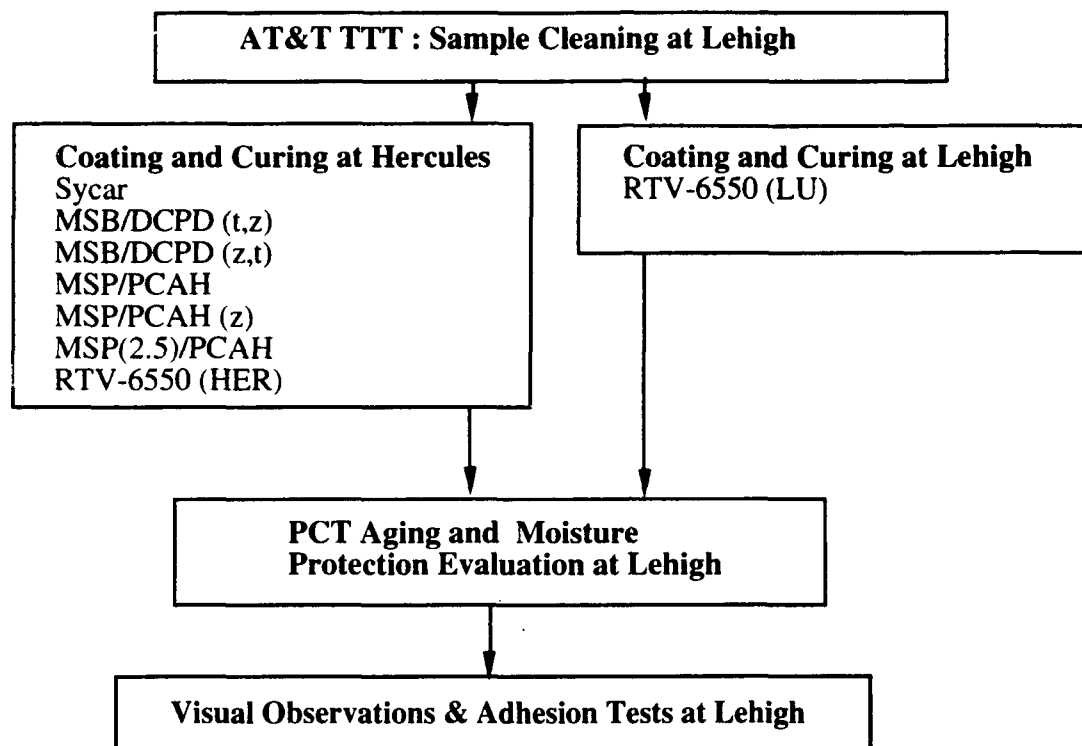 AT&T TTT : Sample Cleaning at Lehigh
Coating and Curing at Hercules
Sycar
MSB/DCPD (t,z)
MSB/DCPD (z,t)
MSP/PCAH
MSP/PCAH (z)
MSP(2.5)/PCAH
RTV-6550 (HER)
Coating and Curing at Lehigh
RTV-6550 (LU)
PCT Aging and Moisture
Protection Evaluation at Lehigh
Visual Observations & Adhesion Tests at Lehigh